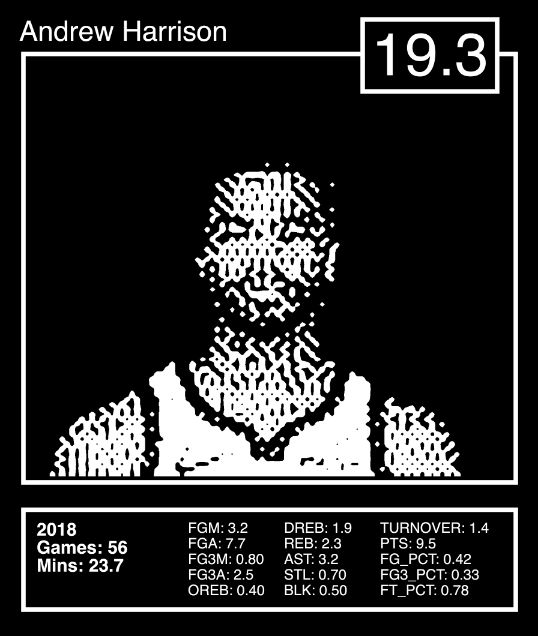 Andrew Harrison
19.3
2018
Games: 56
Mins: 23.7
FGM: 3.2
FGA: 7.7
FG3M: 0.80
FG3A: 2.5
OREB: 0.40
DREB: 1.9
REB: 2.3
AST: 3.2
STL: 0.70
BLK: 0.50
TURNOVER: 1.4
PTS: 9.5
FG_PCT: 0.42
FG3_PCT: 0.33
FT_PCT: 0.78